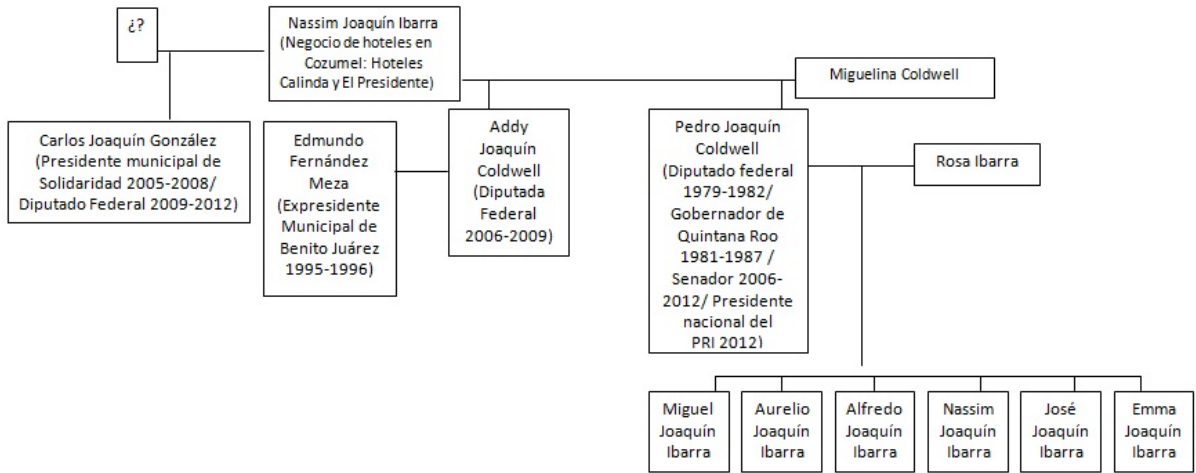 ¿?
Nassim Joaquín Ibarra
(Negocio de hoteles en
Cozumel: Hoteles
Calinda y El Presidente)
Miguelina Coldwell
Carlos Joaquín González
(Presidente municipal de
Solidaridad 2005-2008/
Diputado Federal 2009-2012)
Edmundo
Fernández
Meza
(Expresidente
Municipal de
Benito Juárez
1995-1996)
Addy
Joaquín
Coldwell
(Diputada
Federal
2006-2009)
Pedro Joaquín
Coldwell
(Diputado federal
1979-1982/
Gobernador de
Quintana Roo
1981-1987 /
Senador 2006-
2012/ Presidente
nacional del
PRI 2012)
Rosa Ibarra
Miguel
Joaquín
Ibarra
Aurelio
Joaquín
Ibarra
Alfredo
Joaquín
Ibarra
Nassim
Joaquín
Ibarra
José
Joaquín
Ibarra
Emma
Joaquín
Ibarra